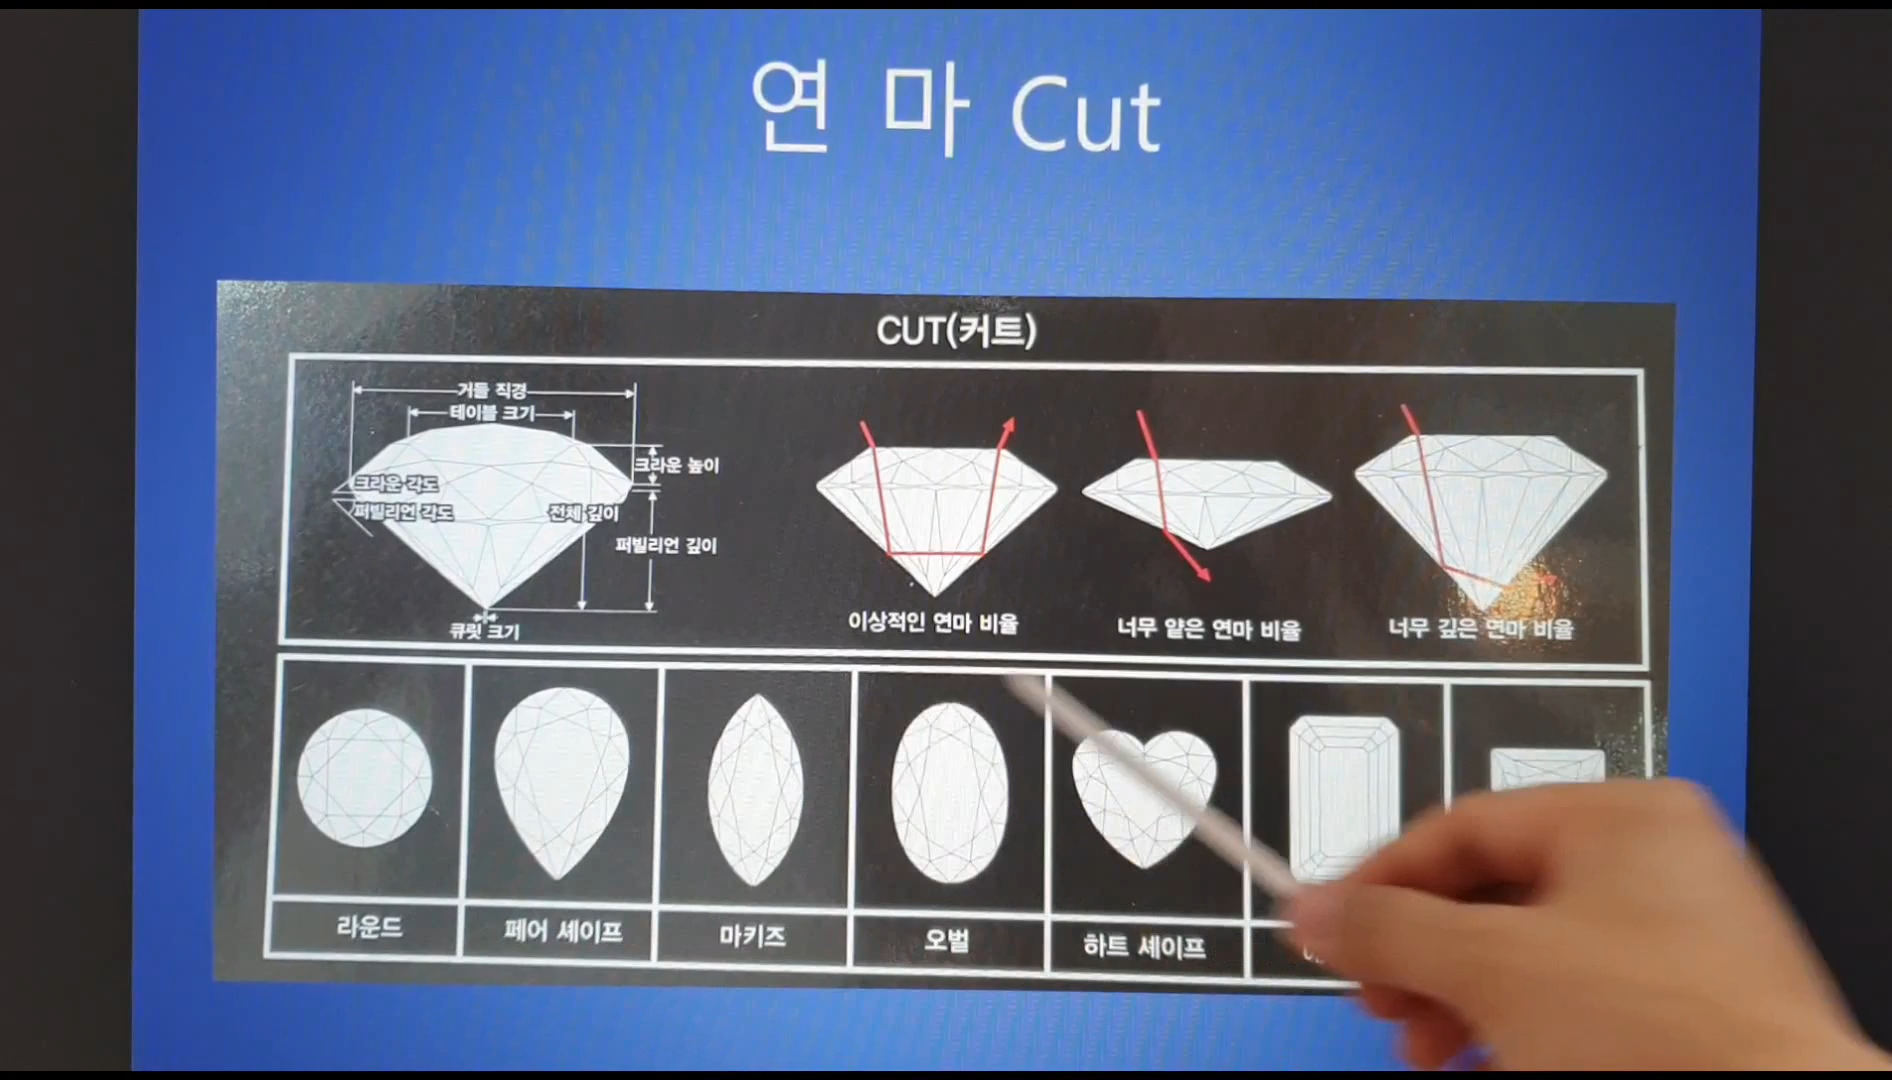 연 마 Cut
CUT(커트)
거들 직경
테이블 크기
크라운 높이
크라운 각도
퍼빌리언 각도
전체 깊이
퍼빌리언 깊이
큐릿 크기
이상적인 연마 비율
너무 얕은 연마 비율
너무 깊은 연마 비율
라운드
페어 셰이프
마키즈
오벌
하트 셰이프